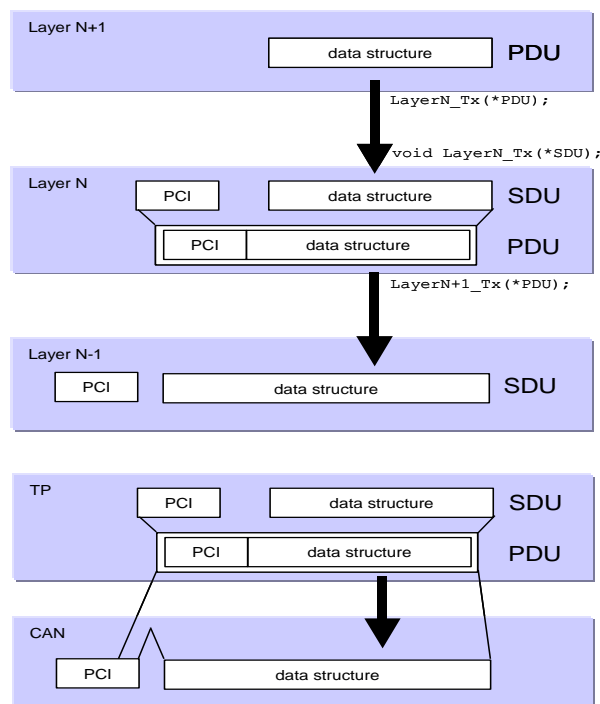 Layer N+1
data structure PDU
LayerN_Tx(*PDU);
void LayerN_Tx(*SDU);
Layer N
PCI data structure SDU
PCI data structure PDU
LayerN+1_Tx(*PDU);
Layer N-1
PCI data structure SDU
TP
PCI data structure SDU
PCI data structure PDU
CAN
PCI data structure